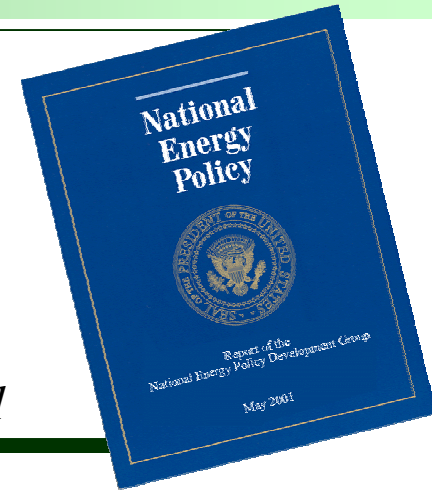 National
Energy
Policy
SEAL OF THE PRESIDENT OF THE UNITED STATES
Report of the
National Energy Policy Development Group
May 2001